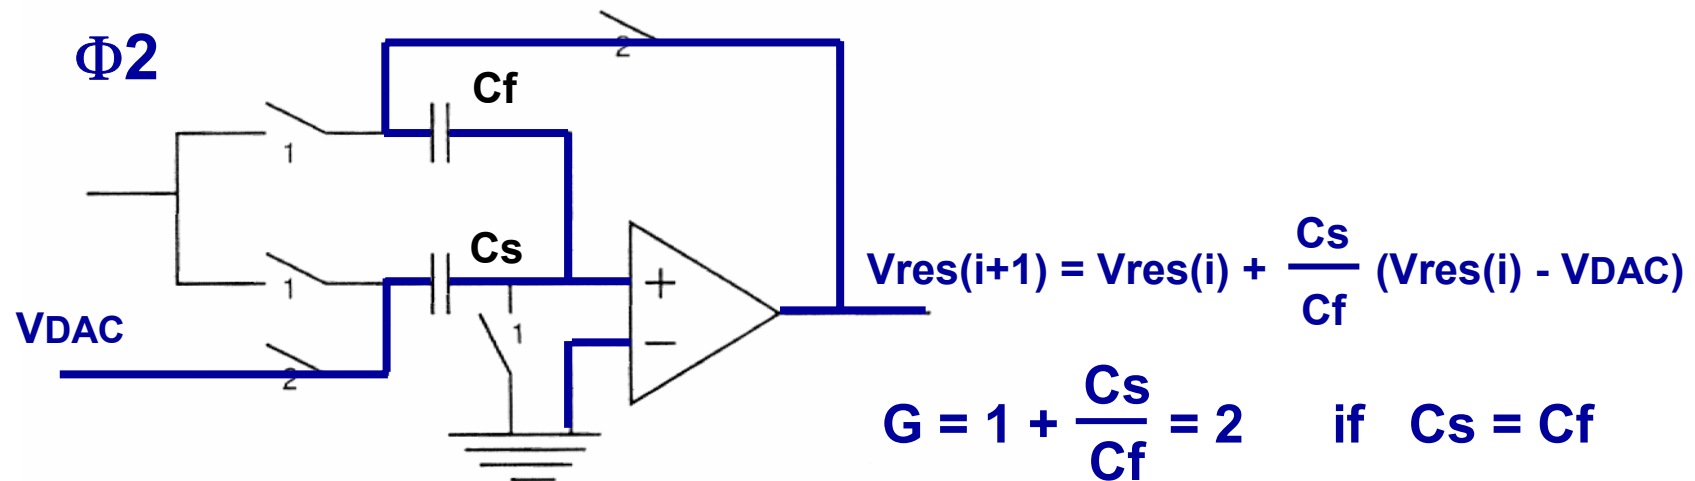 Φ2
2
Cf
1
Cs
1
VDAC
2
1
+
−
Vres(i+1) = Vres(i) + Cs/Cf (Vres(i) - VDAC)
G = 1 + Cs/Cf = 2 if Cs = Cf